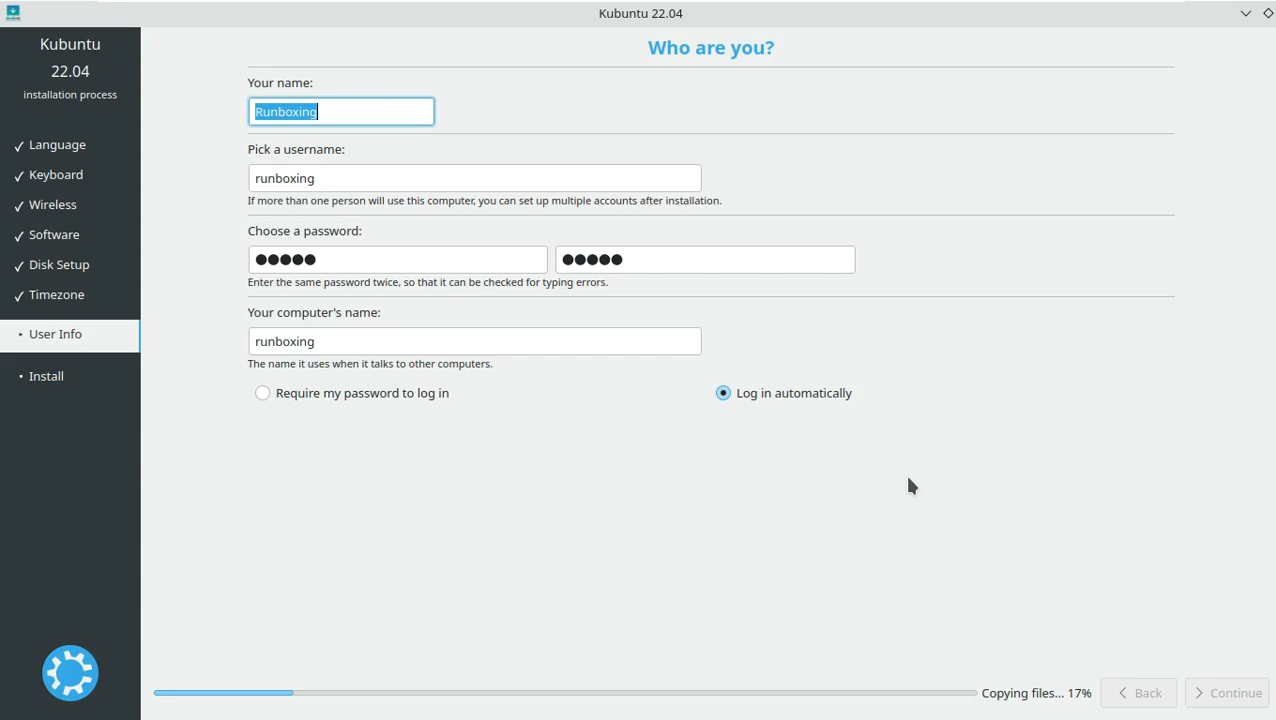 Kubuntu 22.04
Kubuntu
22.04
installation process
Language
Keyboard
Wireless
Software
Disk Setup
Timezone
User Info
Install
Who are you?
Your name:
Runboxing
Pick a username:
runboxing
If more than one person will use this computer, you can set up multiple accounts after installation.
Choose a password:
Enter the same password twice, so that it can be checked for typing errors.
Your computer's name:
runboxing
The name it uses when it talks to other computers.
Require my password to log in
Log in automatically
Copying files... 17%
Back
Continue